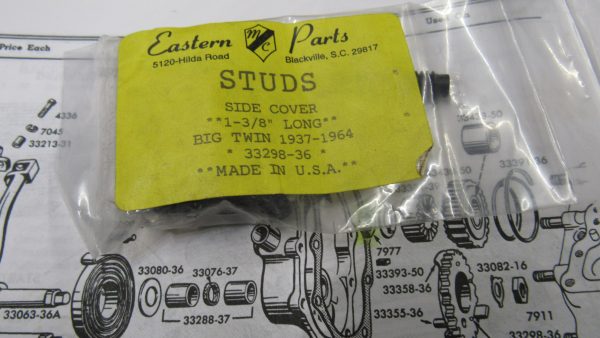 Price Each
Eastern MC Parts
5120-Hilda Road Blackville, S.C. 29817
STUDS
SIDE COVER
**1-3/8" LONG**
BIG TWIN 1937-1964
* 33298-36 *
**MADE IN U.S.A.**
4336
7045
33213-31
7977
33080-36
33076-37
33393-50
33082-16
33358-36
33063-36A
33288-37
33355-36
7911
33298-36